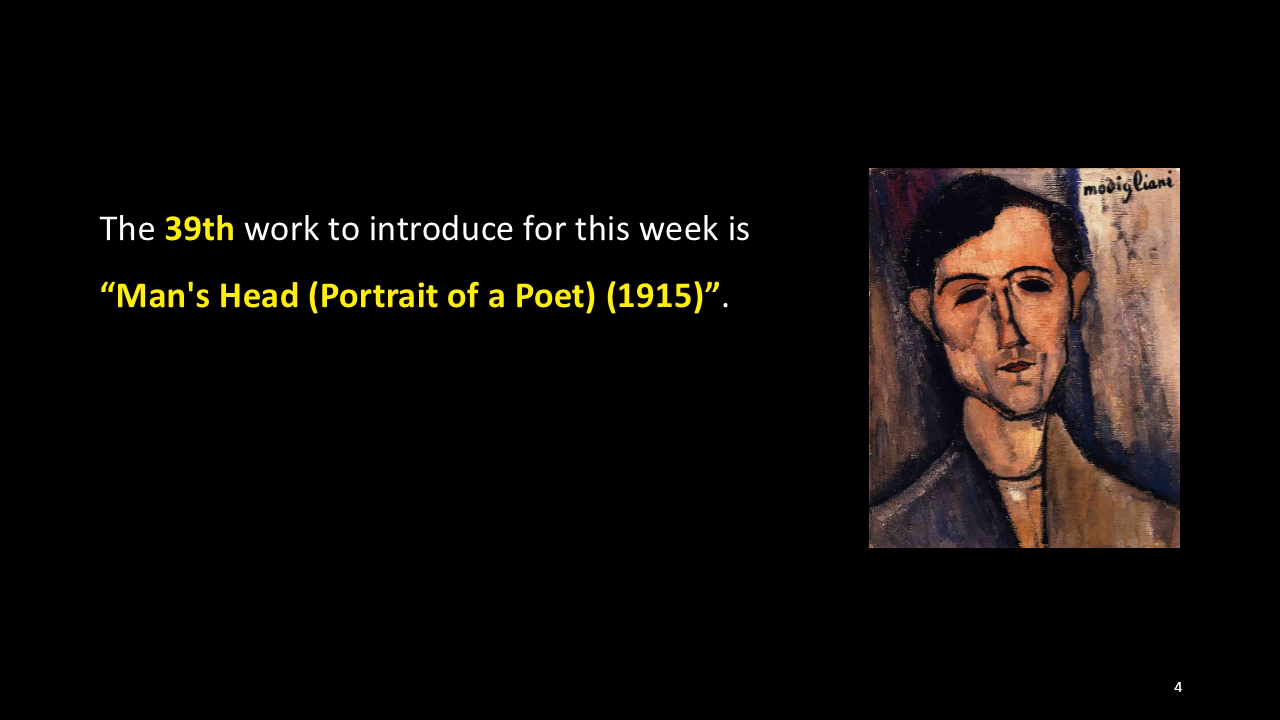 The 39th work to introduce for this week is
“Man's Head (Portrait of a Poet) (1915)”.
modigliani
4